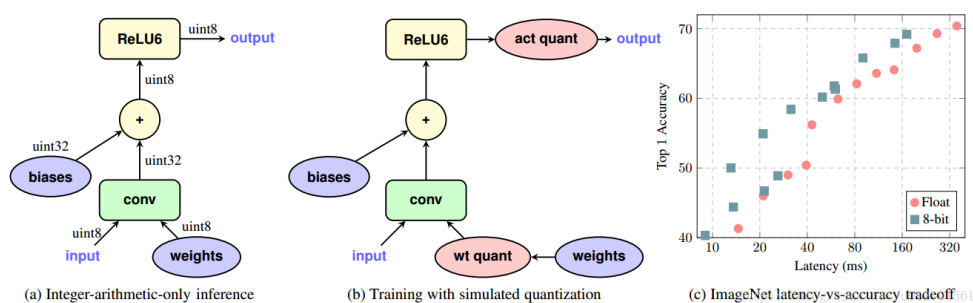 uint8
ReLU6
output
uint8
+
uint32
uint32
biases
conv
uint8
uint8
input
weights
(a) Integer-arithmetic-only inference
ReLU6
act quant
output
+
biases
conv
input
wt quant
weights
(b) Training with simulated quantization
70
60
50
40
Top 1 Accuracy
Float
8-bit
10 20 40 80 160 320
Latency (ms)
(c) ImageNet latency-vs-accuracy tradeoff